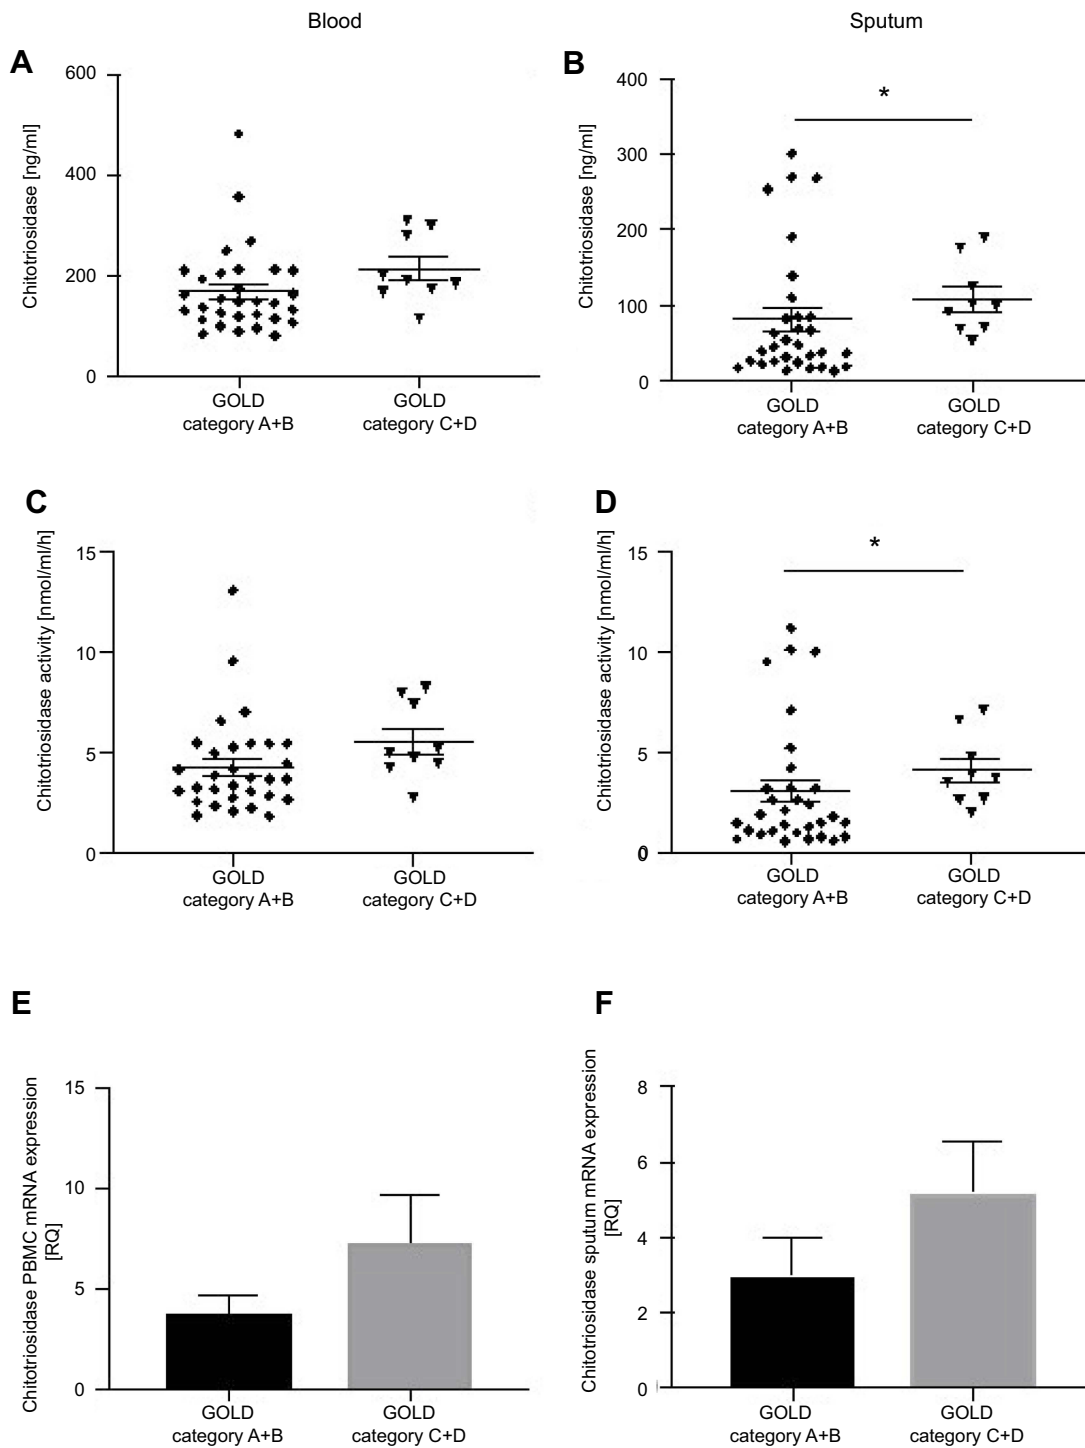 Blood
Sputum
A
Chitotriosidase [ng/ml]
600
400
200
0
GOLD
category A+B
GOLD
category C+D
B
Chitotriosidase [ng/ml]
400
300
200
100
0
*
GOLD
category A+B
GOLD
category C+D
C
Chitotriosidase activity [nmol/ml/h]
15
10
5
0
GOLD
category A+B
GOLD
category C+D
D
Chitotriosidase activity [nmol/ml/h]
15
10
5
0
*
GOLD
category A+B
GOLD
category C+D
E
Chitotriosidase PBMC mRNA expression
[RQ]
15
10
5
0
GOLD
category A+B
GOLD
category C+D
F
Chitotriosidase sputum mRNA expression
[RQ]
8
6
4
2
0
GOLD
category A+B
GOLD
category C+D